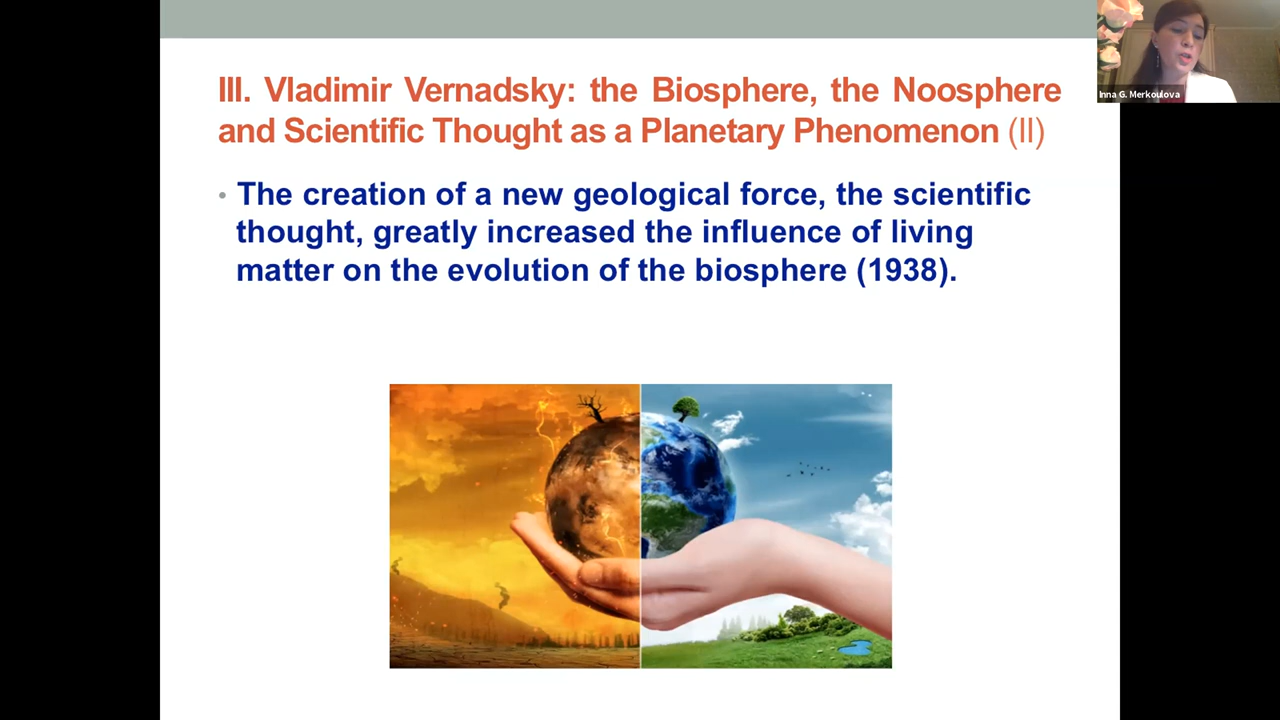 Inna G. Merkoulova
III. Vladimir Vernadsky: the Biosphere, the Noosphere
and Scientific Thought as a Planetary Phenomenon (II)
• The creation of a new geological force, the scientific
thought, greatly increased the influence of living
matter on the evolution of the biosphere (1938).